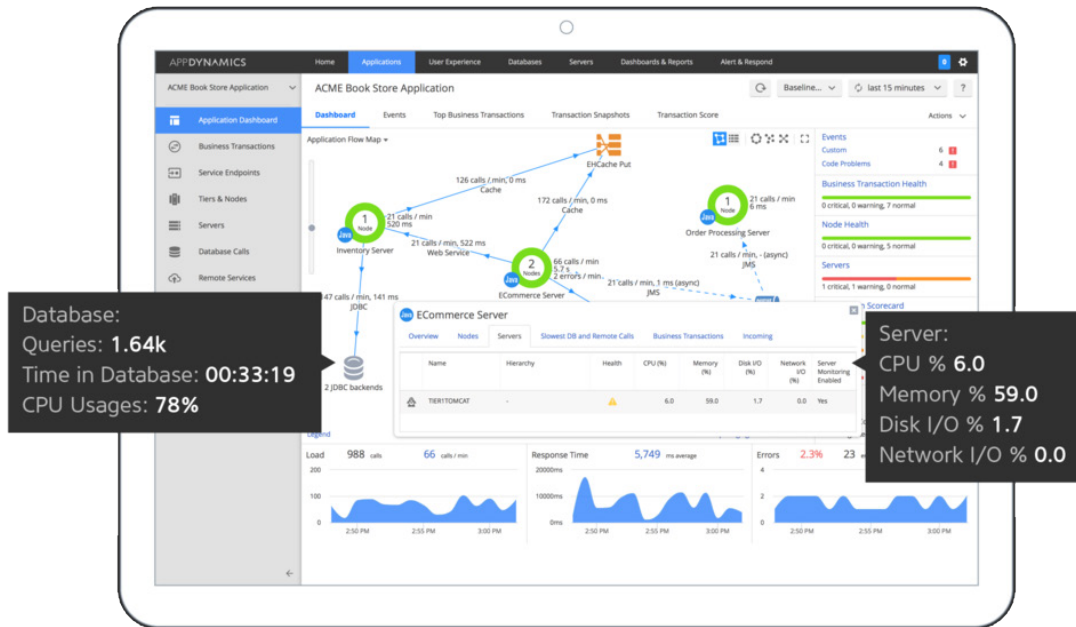 APPDYNAMICS
Home Applications User Experience Databases Servers Dashboards & Reports Alert & Respond 0
ACME Book Store Application
ACME Book Store Application
Baseline... last 15 minutes ?
Dashboard Events Top Business Transactions Transaction Snapshots Transaction Score Actions
Application Dashboard
Business Transactions
Service Endpoints
Tiers & Nodes
Servers
Database Calls
Remote Services
Application Flow Map
EHCache Put
126 calls / min, 0 ms
Cache
172 calls / min, 0 ms
Cache
1
Node
Java
21 calls / min
520 ms
Inventory Server
21 calls / min, 522 ms
Web Service
2
Nodes
Java
66 calls / min
5.7 s
2 errors / min
ECommerce Server
1
Node
Java
21 calls / min
6 ms
Order Processing Server
21 calls / min, - (async)
JMS
21 calls / min, 1 ms (async)
JMS
147 calls / min, 141 ms
JDBC
2 JDBC backends
Legend
Events
Custom 6
Code Problems 4
Business Transaction Health
0 critical, 0 warning, 7 normal
Node Health
0 critical, 0 warning, 5 normal
Servers
1 critical, 1 warning, 0 normal
Scorecard
Java ECommerce Server
Overview Nodes Servers Slowest DB and Remote Calls Business Transactions Incoming
Name Hierarchy Health CPU (%) Memory (%) Disk I/O (%) Network I/O (%) Server Monitoring Enabled
TIER1TOMCAT - 6.0 59.0 1.7 0.0 Yes
Database:
Queries: 1.64k
Time in Database: 00:33:19
CPU Usages: 78%
Server:
CPU % 6.0
Memory % 59.0
Disk I/O % 1.7
Network I/O % 0.0
Load 988 calls 66 calls / min
200
100
0
2:50 PM 2:55 PM 3:00 PM
Response Time 5,749 ms average
20000ms
10000ms
0ms
2:50 PM 2:55 PM 3:00 PM
Errors 2.3% 23
4
2
0
2:50 PM 2:55 PM 3:00 PM